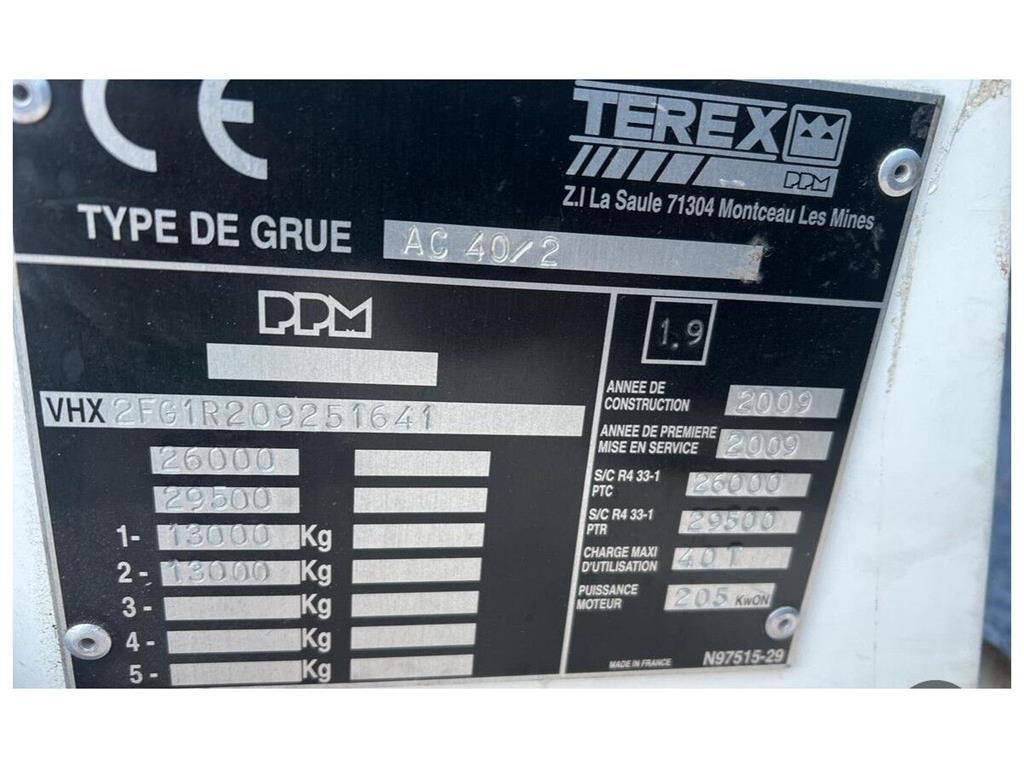 CE
TEREX
PPM
Z.I La Saule 71304 Montceau Les Mines
TYPE DE GRUE AC 40/2
PPM
VHX 2FG1R209251641
26000
29500
1- 13000 Kg
2- 13000 Kg
3- Kg
4- Kg
5- Kg
1.9
ANNEE DE
CONSTRUCTION 2009
ANNEE DE PREMIERE
MISE EN SERVICE 2009
S/C R4 33-1
PTC 26000
S/C R4 33-1
PTR 29500
CHARGE MAXI
D'UTILISATION 40T
PUISSANCE
MOTEUR 205 KwON
MADE IN FRANCE N97515-29